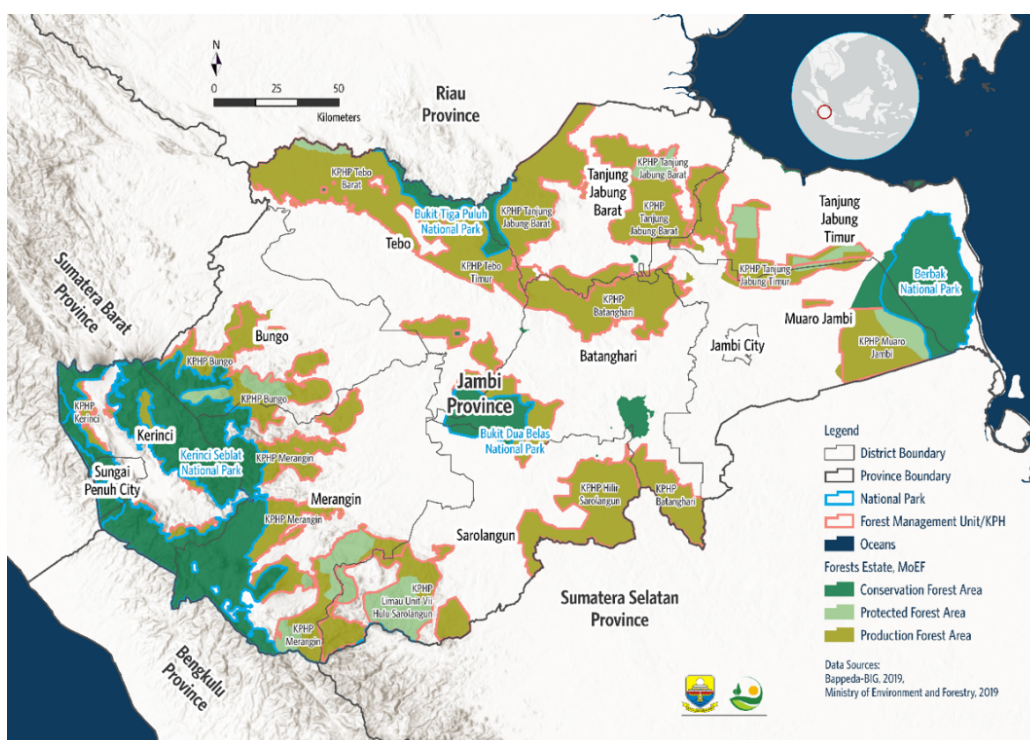 N
0
25
50
Kilometers
Riau
Province
KPHP Tebo
Barat
Bukit Tiga Puluh
National Park
KPHP Tanjung
Jabung Barat
Tanjung
Jabung
Barat
KPHP Tanjung
Jabung Barat
KPHP
Tanjung
Jabung Barat
Tanjung
Jabung
Timur
Tebo
KPHP Tebo
Timur
KPHP Tanjung
Jabung Timur
Berbak
National Park
Sumatera Barat
Province
KPHP
Batanghari
Muaro Jambi
Bungo
KPHP Bungo
Jambi City
KPHP Muaro
Jambi
Batanghari
KPHP Bungo
Jambi
Province
KPHP
Kerinci
Kerinci
Bukit Dua Belas
National Park
Kerinci Seblat
National Park
KPHP Merangin
Sungai
Penuh City
Merangin
KPHP Hilir
Sarolangun
KPHP
Batanghari
KPHP Merangin
Sarolangun
KPHP
Limau Unit VII
Hulu Sarolangun
Sumatera Selatan
Province
KPHP
Merangin
Bengkulu
Province
Legend
District Boundary
Province Boundary
National Park
Forest Management Unit/KPH
Oceans
Forests Estate, MoEF
Conservation Forest Area
Protected Forest Area
Production Forest Area
Data Sources:
Bappeda-BIG, 2019,
Ministry of Environment and Forestry, 2019